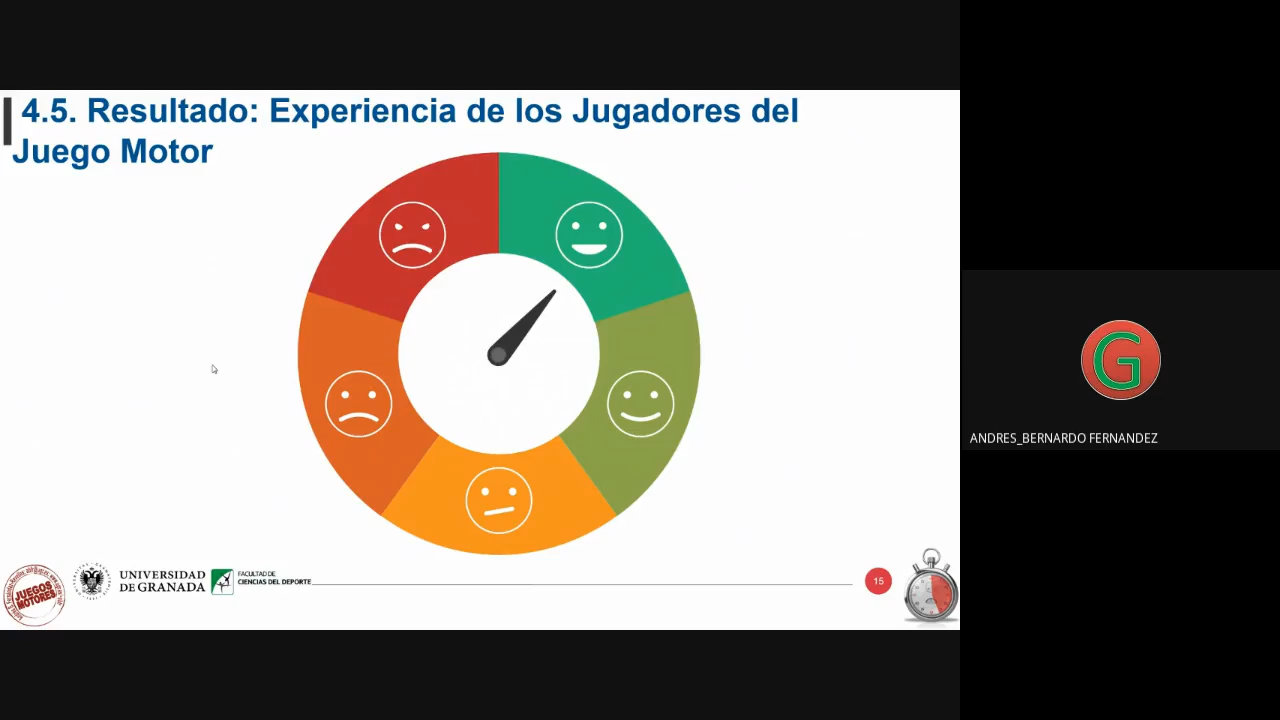 4.5. Resultado: Experiencia de los Jugadores del
Juego Motor
G
ANDRES_BERNARDO FERNANDEZ
JUEGOS
MOTORES
UNIVERSIDAD
DE GRANADA
FACULTAD DE
CIENCIAS DEL DEPORTE
15